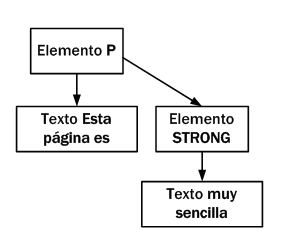 Elemento P
Texto Esta
página es
Elemento
STRONG
Texto muy
sencilla